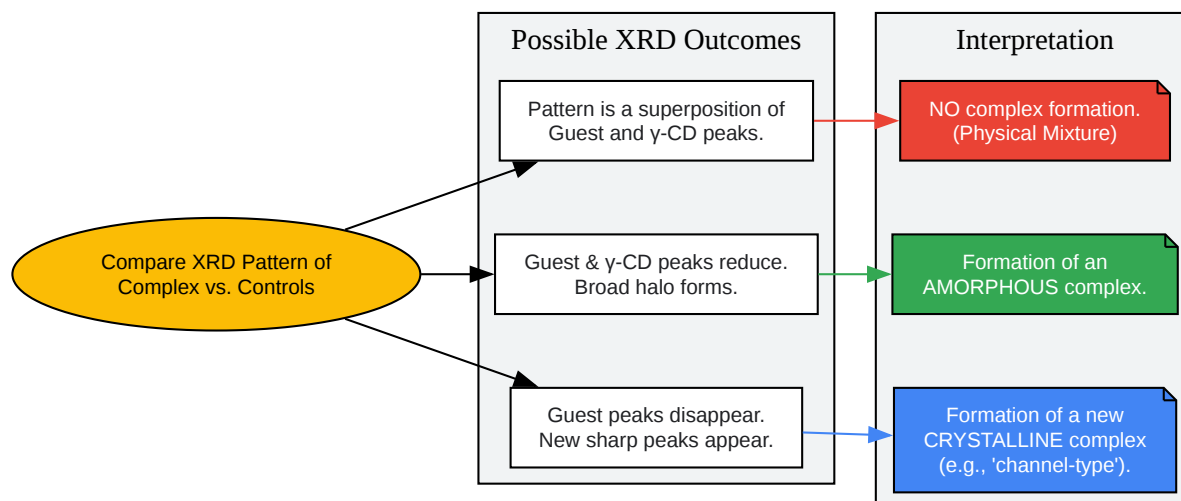 Possible XRD Outcomes
Interpretation
Compare XRD Pattern of
Complex vs. Controls
Pattern is a superposition of
Guest and γ-CD peaks.
NO complex formation.
(Physical Mixture)
Guest & γ-CD peaks reduce.
Broad halo forms.
Formation of an
AMORPHOUS complex.
Guest peaks disappear.
New sharp peaks appear.
Formation of a new
CRYSTALLINE complex
(e.g., 'channel-type').